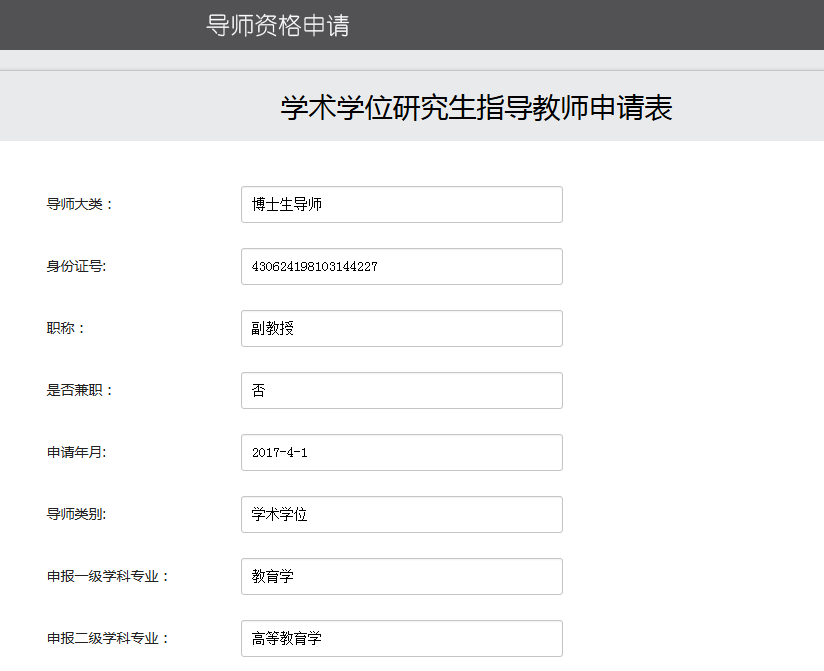 导师资格申请
学术学位研究生指导教师申请表
导师大类： 博士生导师
身份证号: 430624198103144227
职称： 副教授
是否兼职： 否
申请年月: 2017-4-1
导师类别: 学术学位
申报一级学科专业： 教育学
申报二级学科专业： 高等教育学